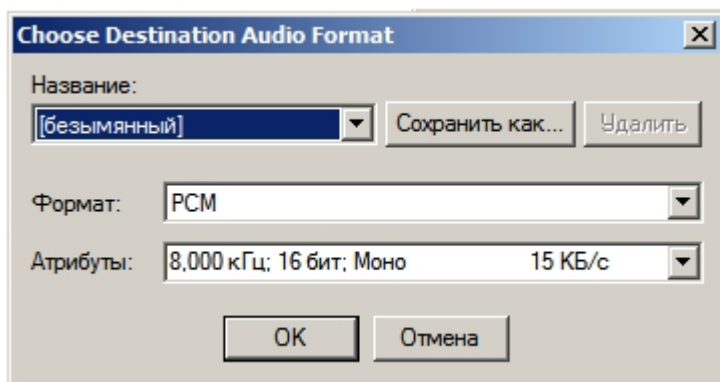 Choose Destination Audio Format
Название:
[безымянный]
Сохранить как...
Удалить
Формат:
PCM
Атрибуты:
8,000 кГц; 16 бит; Моно 15 КБ/с
OK
Отмена